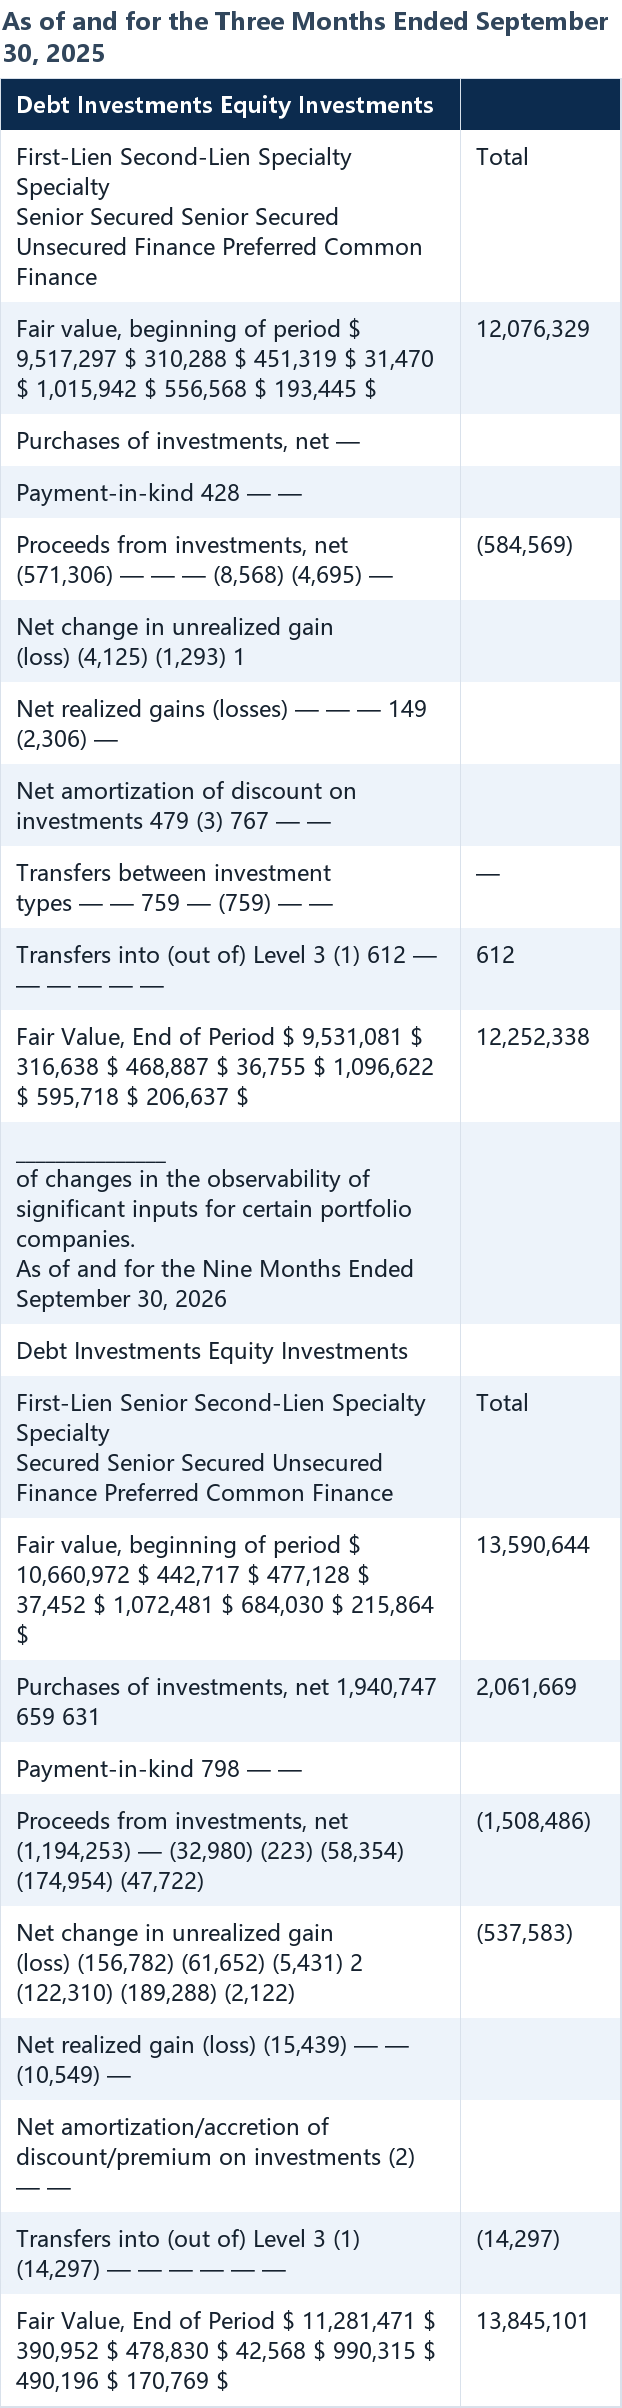 As of and for the Three Months Ended September
30, 2025
Debt Investments Equity Investments
First-Lien Second-Lien Specialty
Specialty
Senior Secured Senior Secured
Unsecured Finance Preferred Common
Finance
Total
Fair value, beginning of period $
9,517,297 $ 310,288 $ 451,319 $ 31,470
$ 1,015,942 $ 556,568 $ 193,445 $
12,076,329
Purchases of investments, net —
Payment-in-kind 428 — —
Proceeds from investments, net
(571,306) — — — (8,568) (4,695) —
(584,569)
Net change in unrealized gain
(loss) (4,125) (1,293) 1
Net realized gains (losses) — — — 149
(2,306) —
Net amortization of discount on
investments 479 (3) 767 — —
Transfers between investment
types — — 759 — (759) — —
—
Transfers into (out of) Level 3 (1) 612 —
— — — — —
612
Fair Value, End of Period $ 9,531,081 $
316,638 $ 468,887 $ 36,755 $ 1,096,622
$ 595,718 $ 206,637 $
12,252,338
_______________
of changes in the observability of
significant inputs for certain portfolio
companies.
As of and for the Nine Months Ended
September 30, 2026
Debt Investments Equity Investments
First-Lien Senior Second-Lien Specialty
Specialty
Secured Senior Secured Unsecured
Finance Preferred Common Finance
Total
Fair value, beginning of period $
10,660,972 $ 442,717 $ 477,128 $
37,452 $ 1,072,481 $ 684,030 $ 215,864
$
13,590,644
Purchases of investments, net 1,940,747
659 631
2,061,669
Payment-in-kind 798 — —
Proceeds from investments, net
(1,194,253) — (32,980) (223) (58,354)
(174,954) (47,722)
(1,508,486)
Net change in unrealized gain
(loss) (156,782) (61,652) (5,431) 2
(122,310) (189,288) (2,122)
(537,583)
Net realized gain (loss) (15,439) — —
(10,549) —
Net amortization/accretion of
discount/premium on investments (2)
— —
Transfers into (out of) Level 3 (1)
(14,297) — — — — — —
(14,297)
Fair Value, End of Period $ 11,281,471 $
390,952 $ 478,830 $ 42,568 $ 990,315 $
490,196 $ 170,769 $
13,845,101